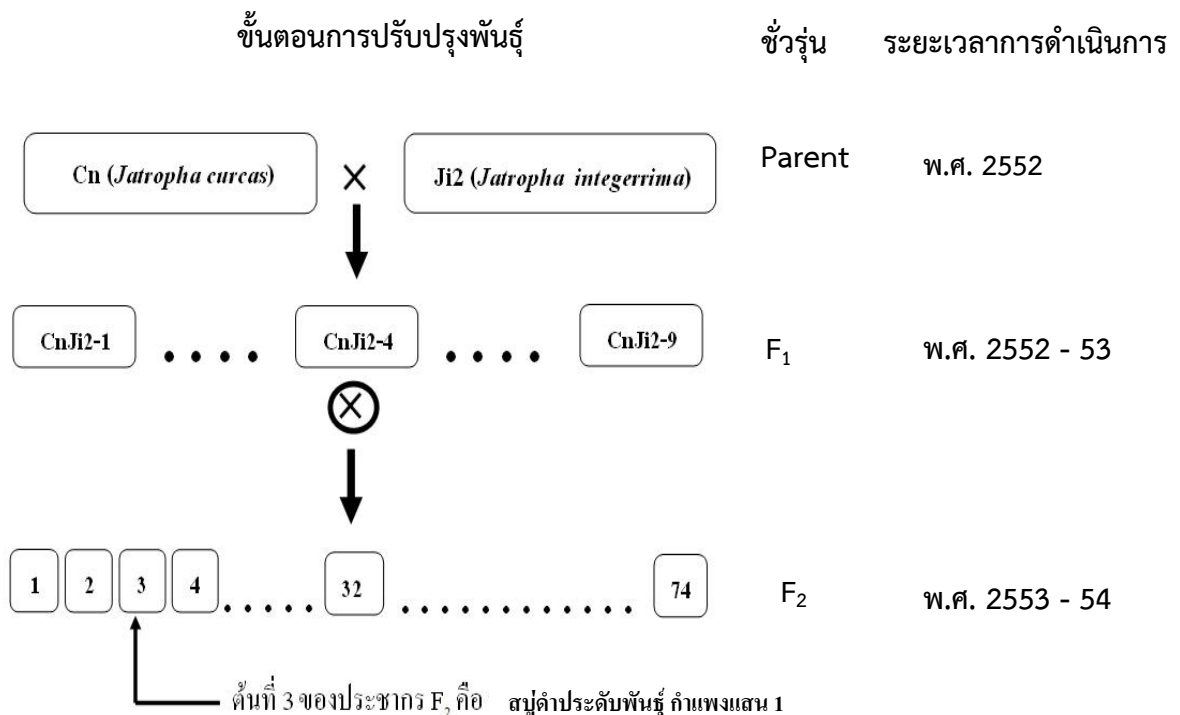 ขั้นตอนการปรับปรุงพันธุ์ ชั่วรุ่น ระยะเวลาการดำเนินการ
Cn (Jatropha curcas) × Ji2 (Jatropha integerrima) Parent พ.ศ. 2552
CnJi2-1 .... CnJi2-4 .... CnJi2-9 F₁ พ.ศ. 2552 - 53
×
1 2 3 4 ..... 32 ............ 74 F₂ พ.ศ. 2553 - 54
ต้นที่ 3 ของประชากร F₂ คือ สบู่ดำประดับพันธุ์ กำแพงแสน 1